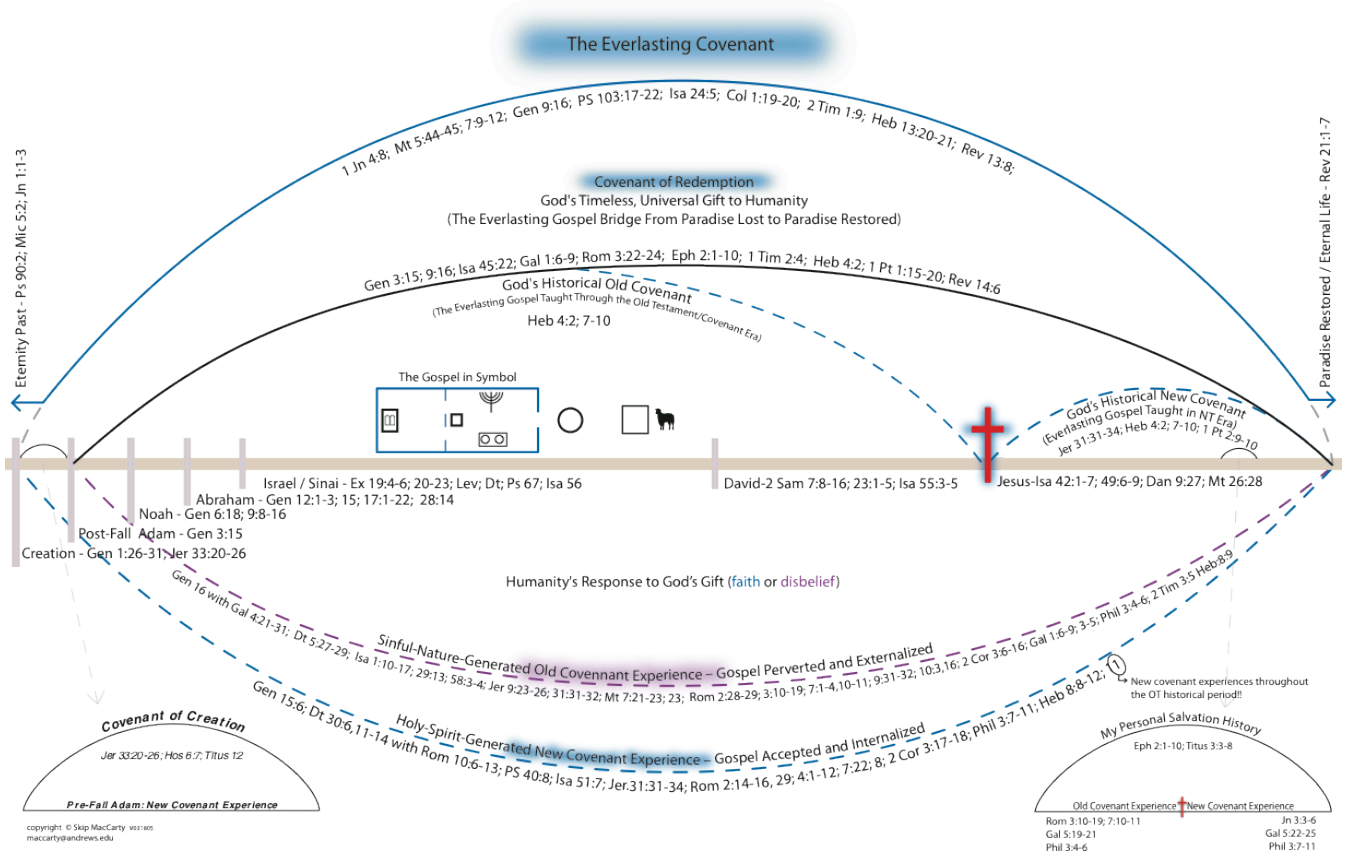 The Everlasting Covenant
1 Jn 4:8; Mt 5:44-45; 7:9-12; Gen 9:16; PS 103:17-22; Isa 24:5; Col 1:19-20; 2 Tim 1:9; Heb 13:20-21; Rev 13:8;
Eternity Past - Ps 90:2; Mic 5:2; Jn 1:1-3
Paradise Restored / Eternal Life - Rev 21:1-7
Covenant of Redemption
God's Timeless, Universal Gift to Humanity
(The Everlasting Gospel Bridge From Paradise Lost to Paradise Restored)
Gen 3:15; 9:16; Isa 45:22; Gal 1:6-9; Rom 3:22-24; Eph 2:1-10; 1 Tim 2:4; Heb 4:2; 1 Pt 1:15-20; Rev 14:6
God's Historical Old Covenant
(The Everlasting Gospel Taught Through the Old Testament/Covenant Era)
Heb 4:2; 7-10
The Gospel in Symbol
God's Historical New Covenant
(Everlasting Gospel Taught in NT Era)
Jer 31:31-34; Heb 4:2; 7-10; 1 Pt 2:9-10
Israel / Sinai - Ex 19:4-6; 20-23; Lev; Dt; Ps 67; Isa 56
David-2 Sam 7:8-16; 23:1-5; Isa 55:3-5
Jesus-Isa 42:1-7; 49:6-9; Dan 9:27; Mt 26:28
Abraham - Gen 12:1-3; 15; 17:1-22; 28:14
Noah - Gen 6:18; 9:8-16
Post-Fall Adam - Gen 3:15
Creation - Gen 1:26-31; Jer 33:20-26
Humanity's Response to God's Gift (faith or disbelief)
Sinful-Nature-Generated Old Covenant Experience – Gospel Perverted and Externalized
Gen 16 with Gal 4:21-31; Dt 5:27-29; Isa 1:10-17; 29:13; 58:3-4; Jer 9:23-26; 31:31-32; Mt 7:21-23; 23; Rom 2:28-29; 3:10-19; 7:1-4,10-11; 9:31-32; 10:3,16; 2 Cor 3:6-16; Gal 1:6-9; 3-5; Phil 3:4-6; 2 Tim 3:5 Heb:8:9
Holy-Spirit-Generated New Covenant Experience – Gospel Accepted and Internalized
Gen 15:6; Dt 30:6, 11-14 with Rom 10:6-13; PS 40:8; Isa 51:7; Jer.31:31-34; Rom 2:14-16, 29; 4:1-12; 7:22; 8; 2 Cor 3:17-18; Phil 3:7-11; Heb 8:8-12; 1
New covenant experiences throughout
the OT historical period!!
Covenant of Creation
Jer 33:20-26; Hos 6:7; Titus 1:2
Pre-Fall Adam: New Covenant Experience
copyright © Skip MacCarty V031805
maccarty@andrews.edu
My Personal Salvation History
Eph 2:1-10; Titus 3:3-8
Old Covenant Experience New Covenant Experience
Rom 3:10-19; 7:10-11 Jn 3:3-6
Gal 5:19-21 Gal 5:22-25
Phil 3:4-6 Phil 3:7-11